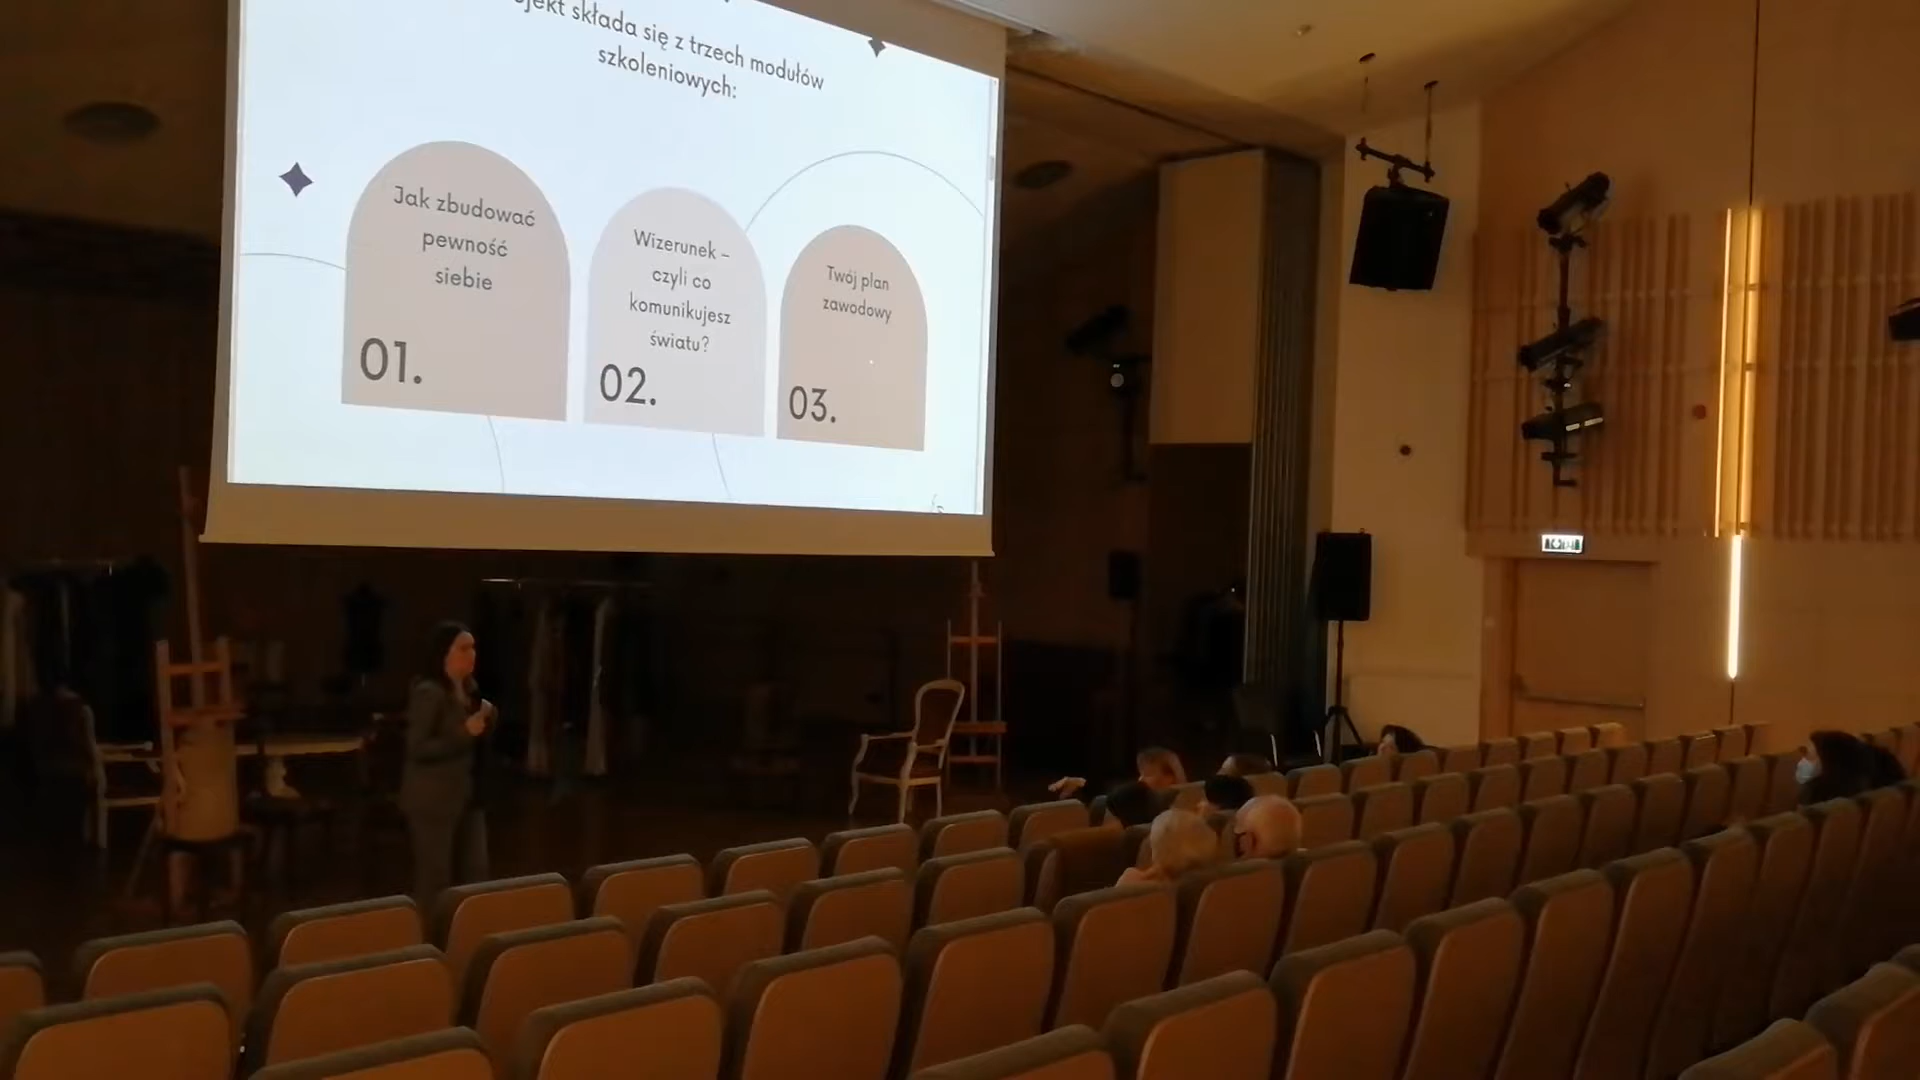 składa się z trzech modułów
szkoleniowych:
Jak zbudować
pewność
siebie
01.
Wizerunek –
czyli co
komunikujesz
światu?
02.
Twój plan
zawodowy
03.